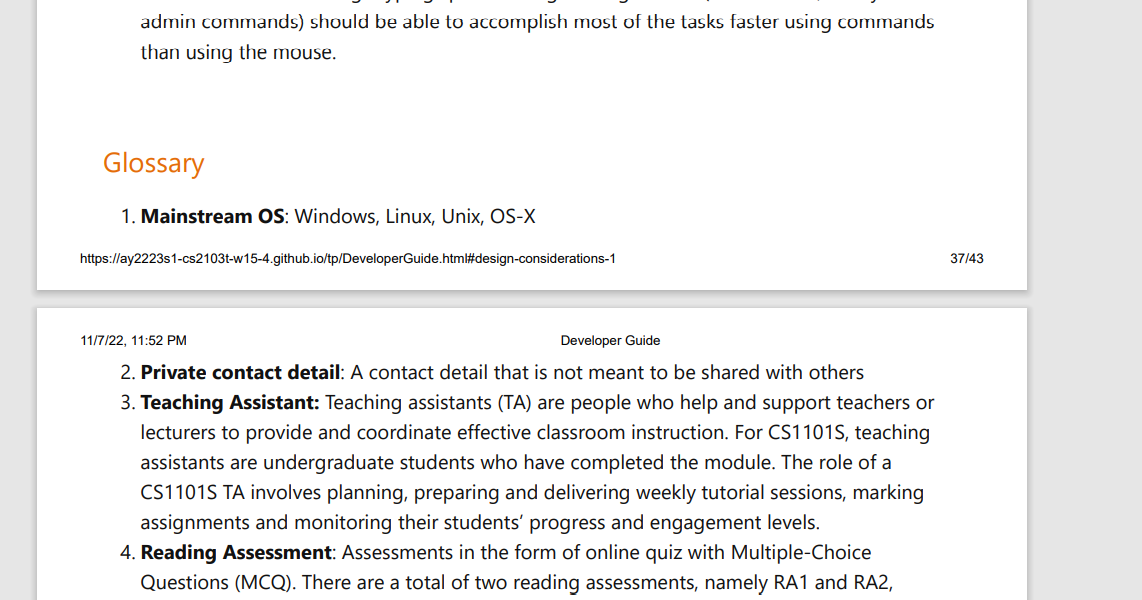 admin commands) should be able to accomplish most of the tasks faster using commands
than using the mouse.
Glossary
1. Mainstream OS: Windows, Linux, Unix, OS-X
https://ay2223s1-cs2103t-w15-4.github.io/tp/DeveloperGuide.html#design-considerations-1 37/43
11/7/22, 11:52 PM Developer Guide
2. Private contact detail: A contact detail that is not meant to be shared with others
3. Teaching Assistant: Teaching assistants (TA) are people who help and support teachers or
lecturers to provide and coordinate effective classroom instruction. For CS1101S, teaching
assistants are undergraduate students who have completed the module. The role of a
CS1101S TA involves planning, preparing and delivering weekly tutorial sessions, marking
assignments and monitoring their students’ progress and engagement levels.
4. Reading Assessment: Assessments in the form of online quiz with Multiple-Choice
Questions (MCQ). There are a total of two reading assessments, namely RA1 and RA2,